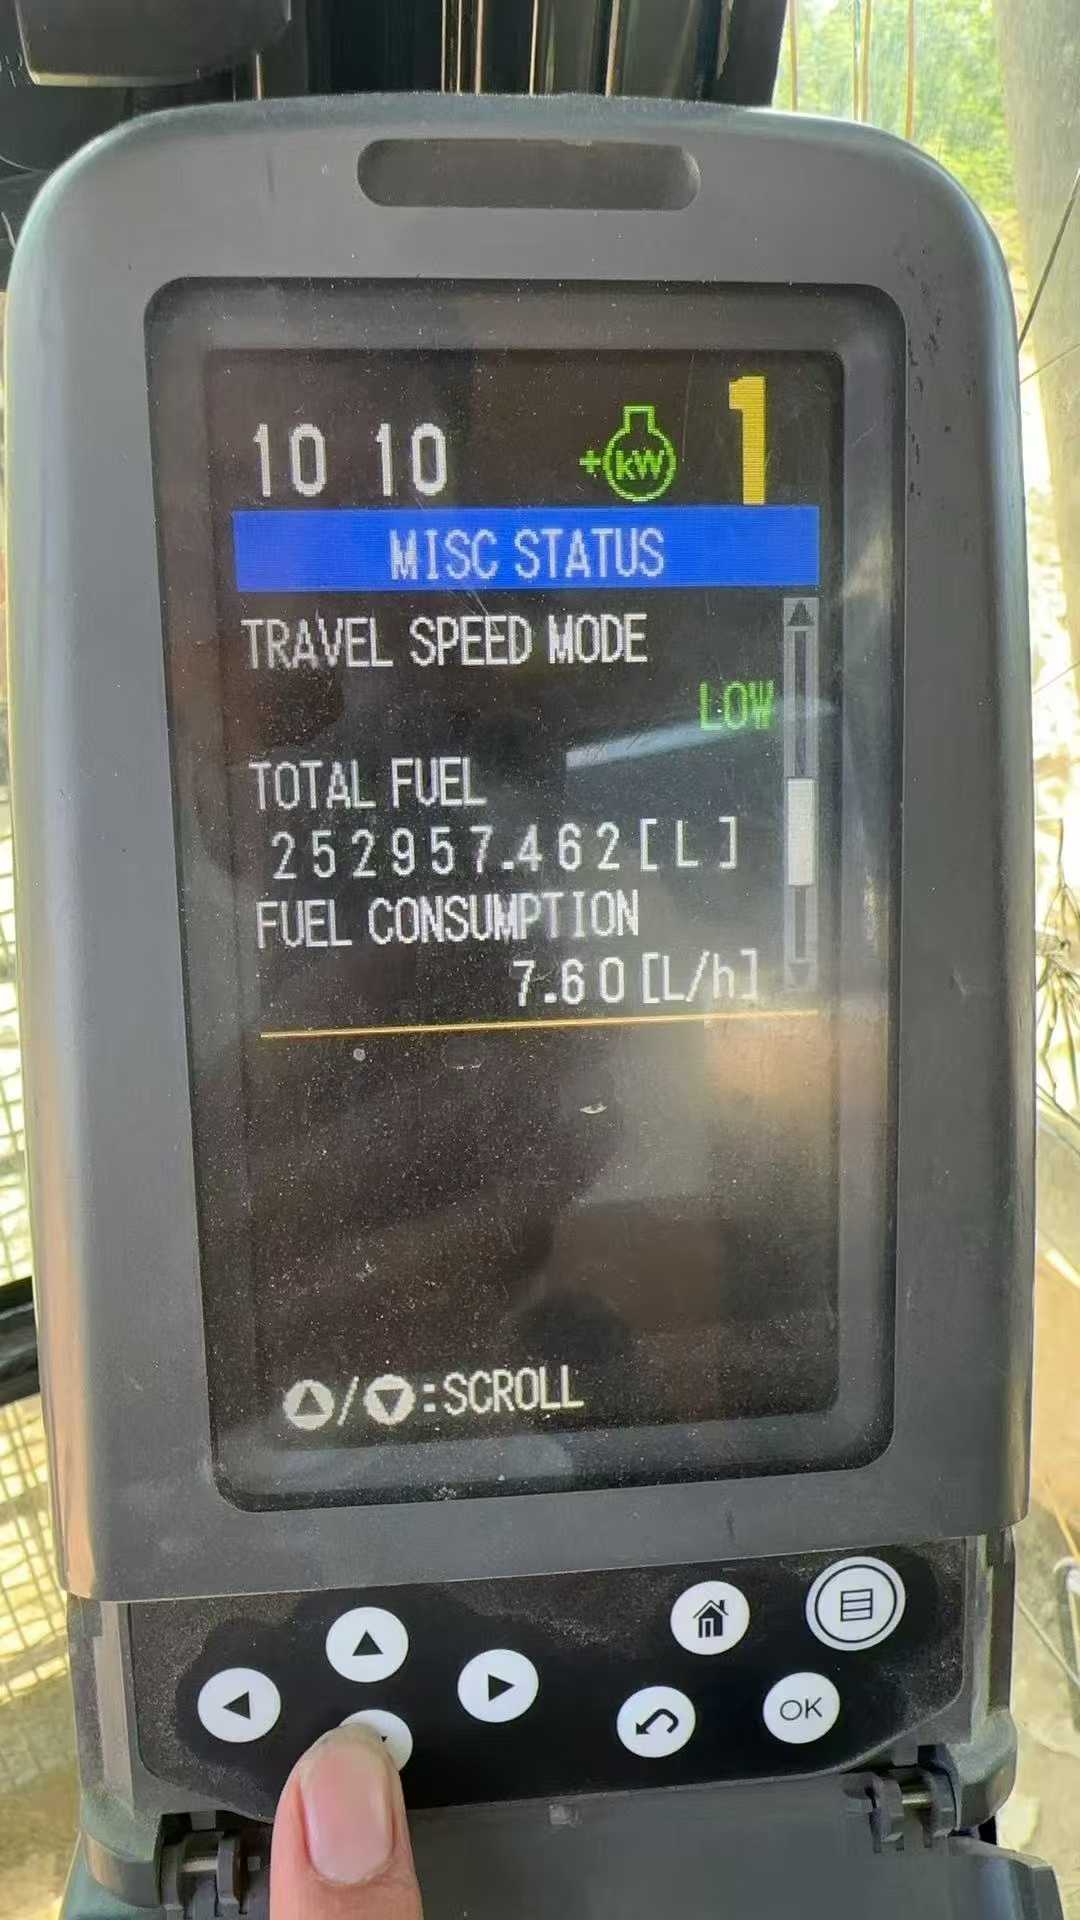 10 10 +kW 1
MISC STATUS
TRAVEL SPEED MODE
LOW
TOTAL FUEL
252957.462[L]
FUEL CONSUMPTION
7.60[L/h]
▲/▼:SCROLL
OK